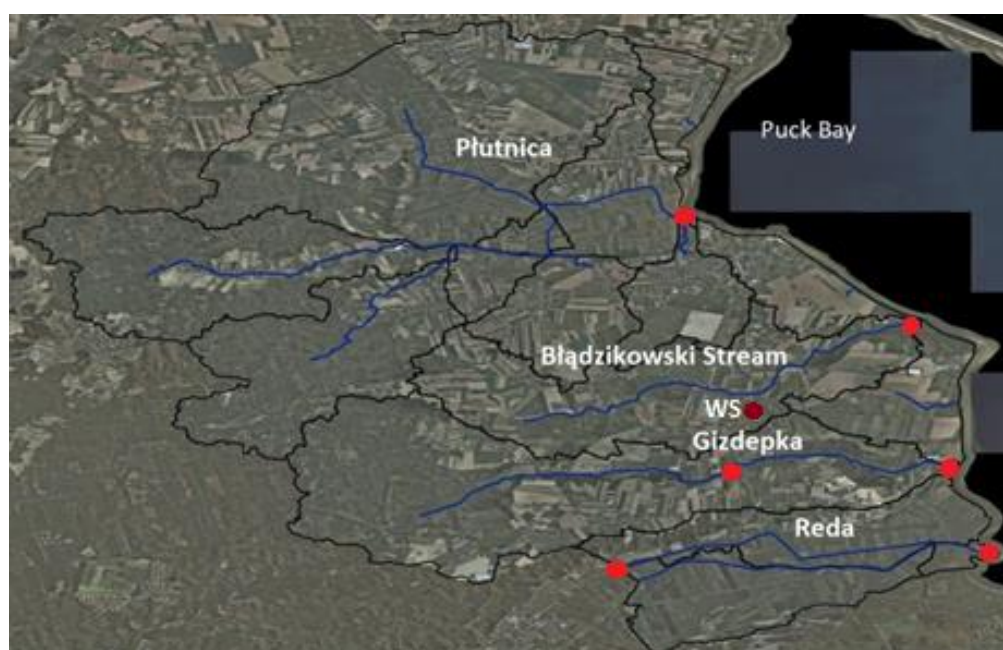 Płutnica
Puck Bay
Błądzikowski Stream
WS
Gizdepka
Reda